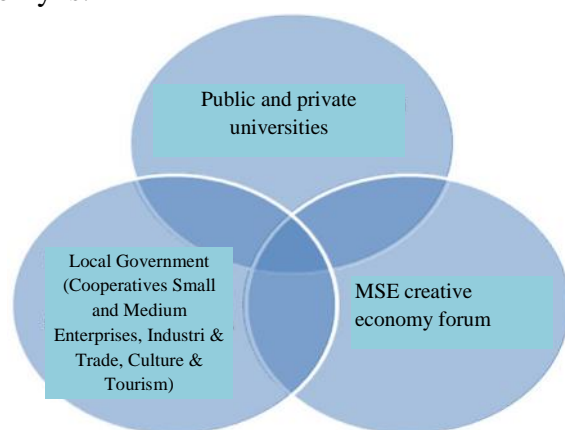 Public and private
universities
Local Government
(Cooperatives Small
and Medium
Enterprises, Industri &
Trade, Culture &
Tourism)
MSE creative
economy forum